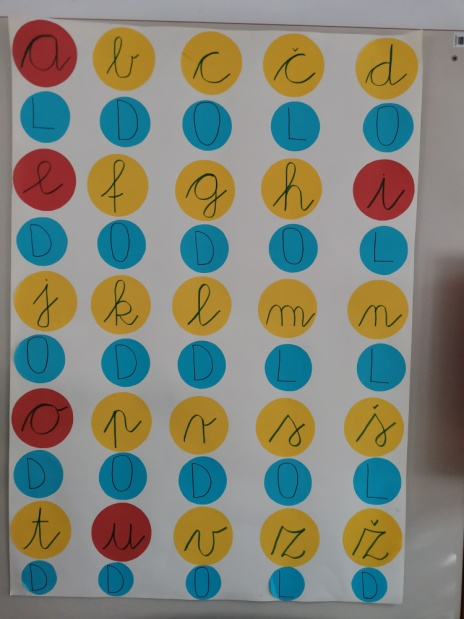 a b c č d
L D O L O
e f g h i
D O D O L
j k l m n
O D D L L
o p r s š
D O D O L
t u v z ž
D D O L D